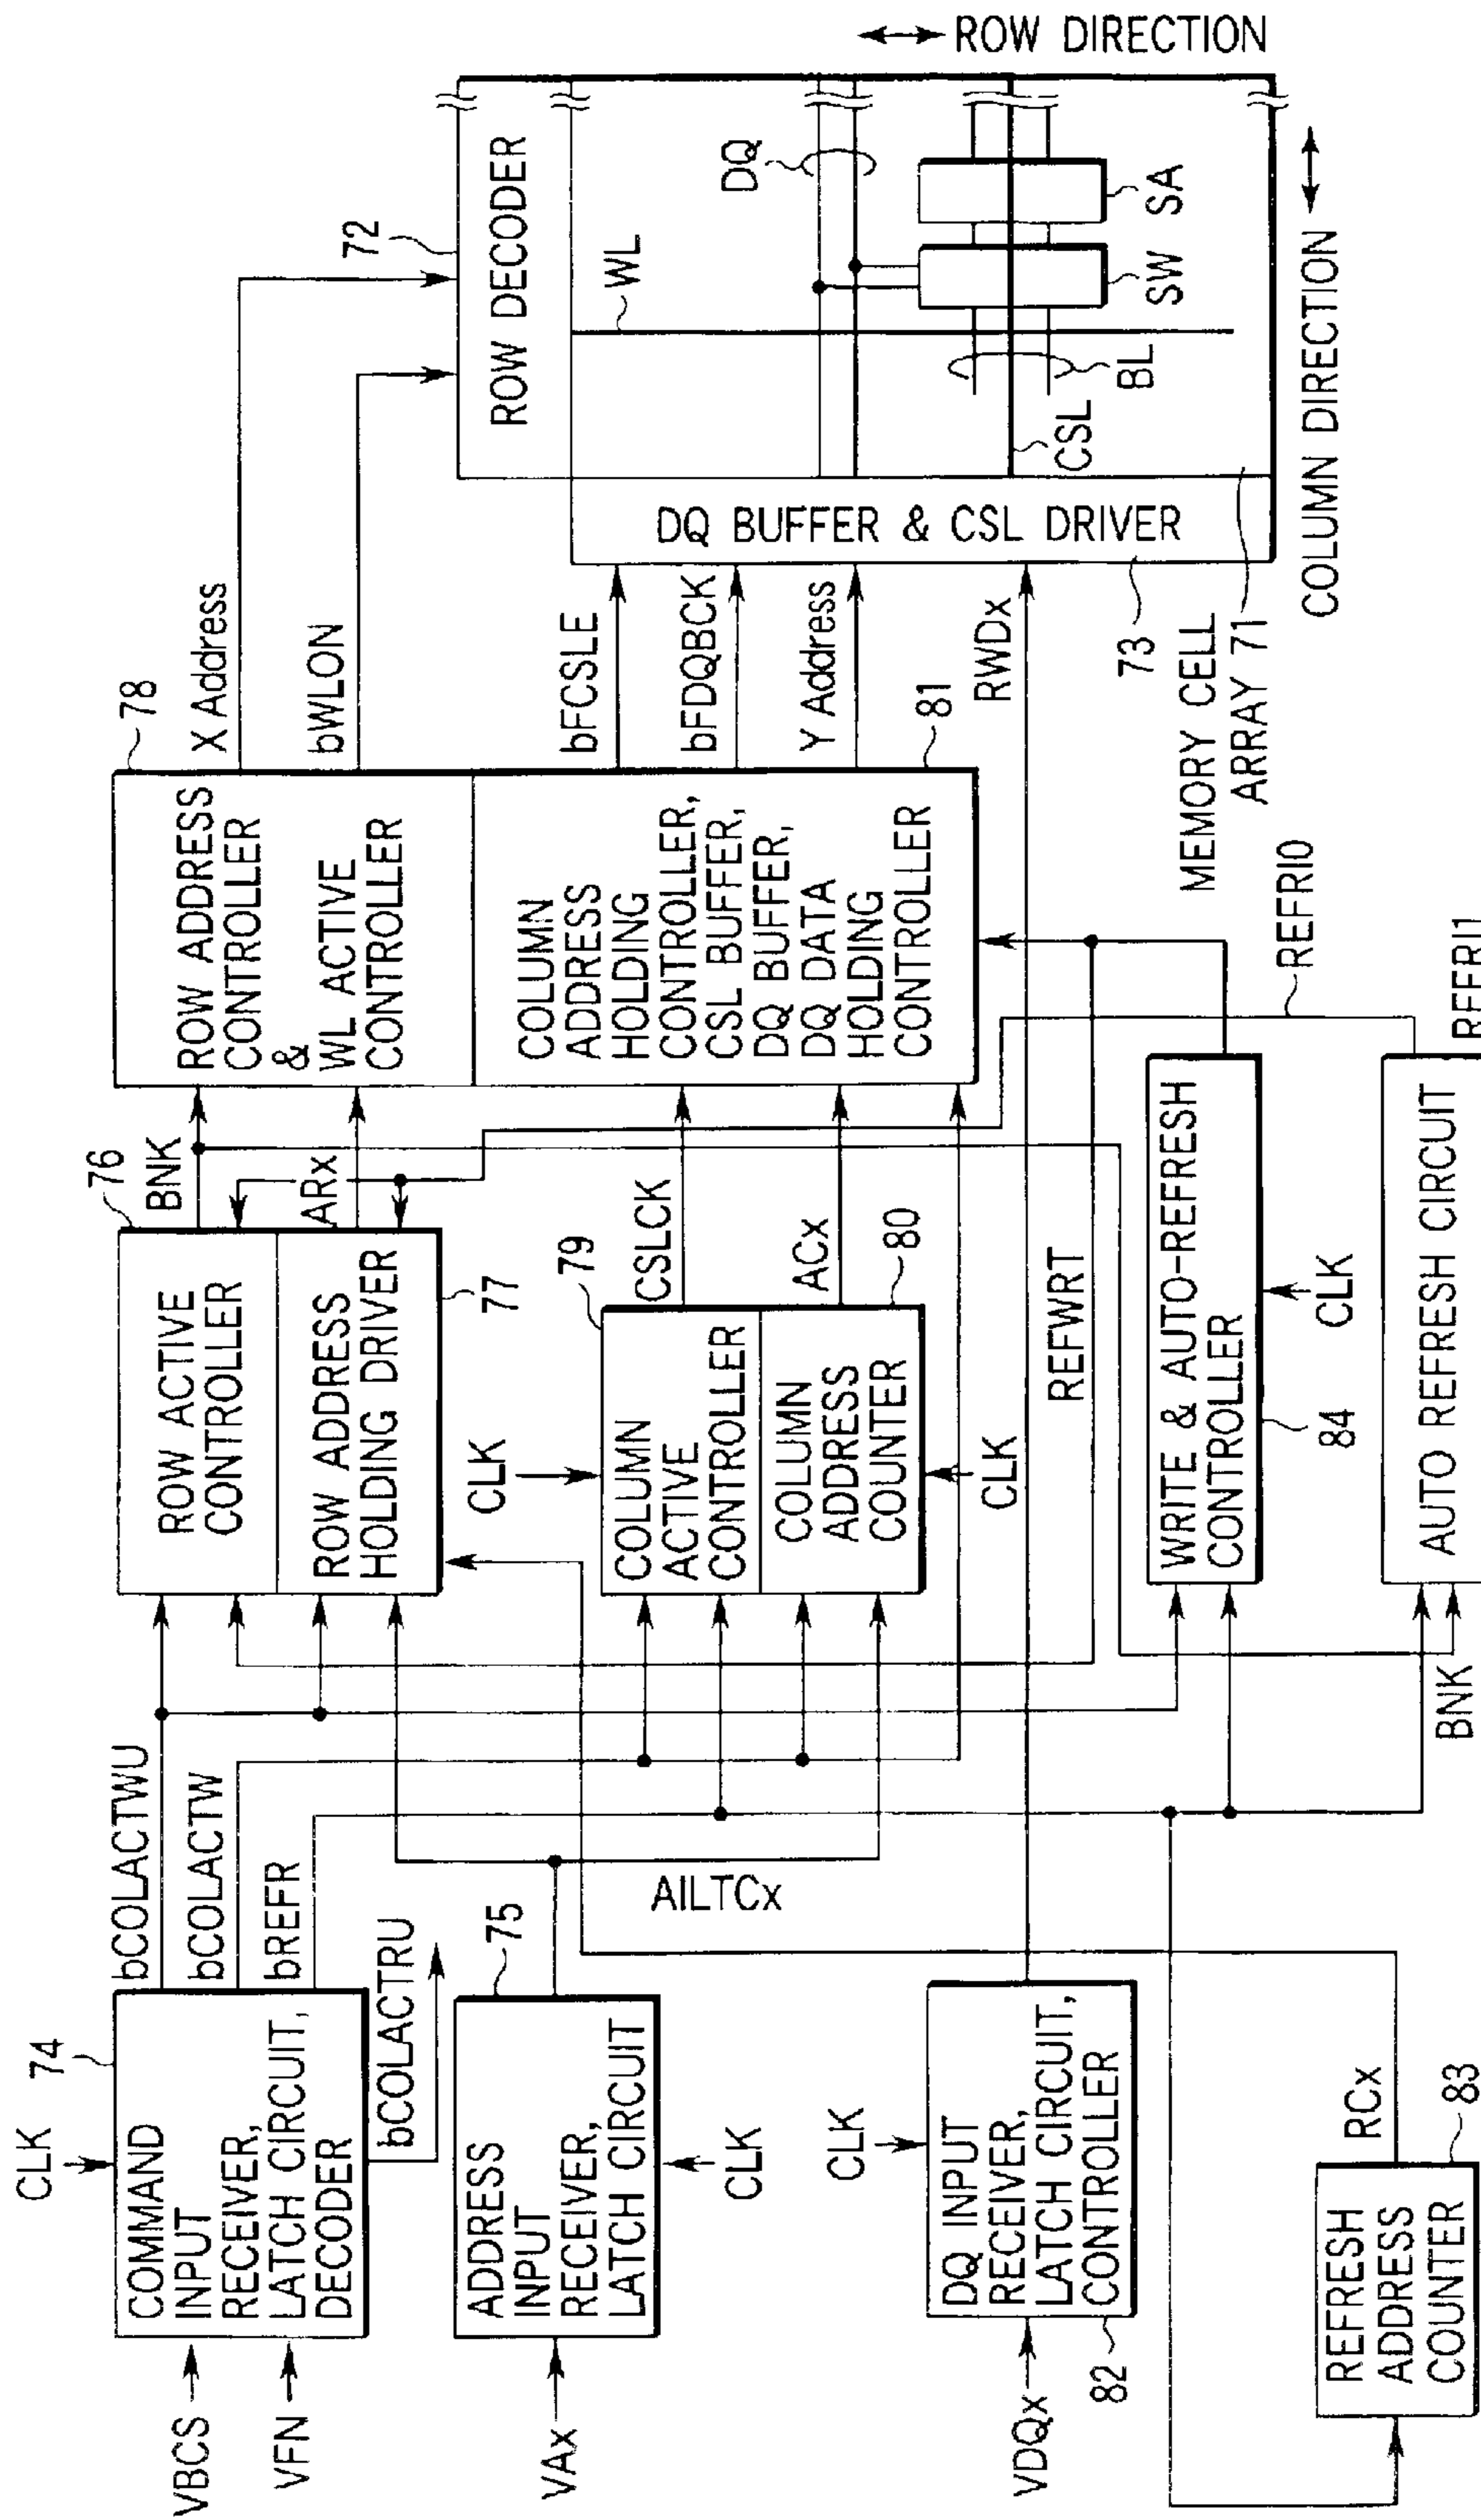 CLK
74
COMMAND
INPUT
RECEIVER,
LATCH CIRCUIT,
DECODER
VBCS
VFN
bCOLACTWU
bCOLACTW
bREFR
bCOLACTRU
75
ADDRESS
INPUT
RECEIVER,
LATCH CIRCUIT
VAx
CLK
AILTCx
CLK
DQ INPUT
RECEIVER,
LATCH CIRCUIT,
CONTROLLER
VDQx
82
REFRESH
ADDRESS
COUNTER
RCx
83
76
ROW ACTIVE
CONTROLLER
ROW ADDRESS
HOLDING DRIVER
77
BNK
ARx
CLK
79
COLUMN
ACTIVE
CONTROLLER
COLUMN
ADDRESS
COUNTER
CSLCK
ACx
80
CLK
REFWRT
WRITE & AUTO-REFRESH
CONTROLLER
84
CLK
AUTO REFRESH CIRCUIT
BNK
REFRI0
REFRI1
78
ROW ADDRESS
CONTROLLER
&
WL ACTIVE
CONTROLLER
COLUMN
ADDRESS
HOLDING
CONTROLLER,
CSL BUFFER,
DQ BUFFER,
DQ DATA
HOLDING
CONTROLLER
81
X Address
bWLON
bFCSLE
bFDQBCK
Y Address
RWDx
72
ROW DECODER
DQ BUFFER & CSL DRIVER
73
MEMORY CELL
ARRAY 71
WL
DQ
CSL
BL
SW
SA
ROW DIRECTION
COLUMN DIRECTION